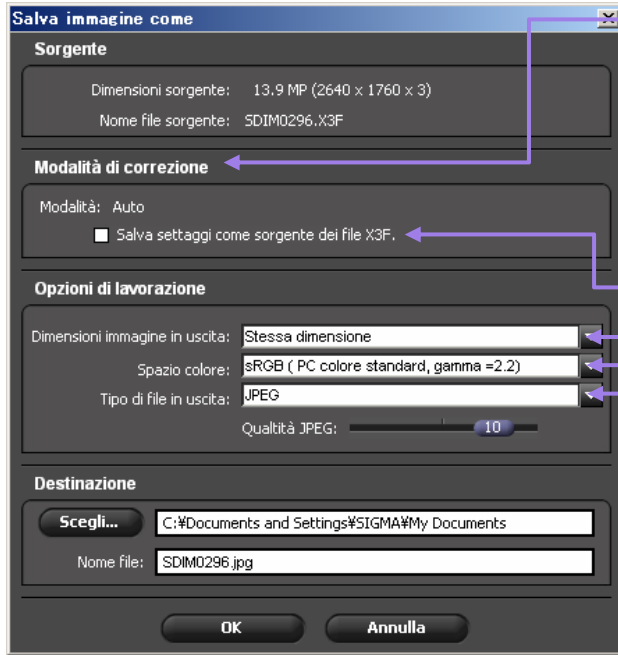 Salva immagine come
Sorgente
Dimensioni sorgente: 13.9 MP (2640 x 1760 x 3)
Nome file sorgente: SDIM0296.X3F
Modalità di correzione
Modalità: Auto
Salva settaggi come sorgente dei file X3F.
Opzioni di lavorazione
Dimensioni immagine in uscita: Stessa dimensione
Spazio colore: sRGB ( PC colore standard, gamma =2.2)
Tipo di file in uscita: JPEG
Qualtità JPEG: 10
Destinazione
Scegli... C:¥Documents and Settings¥SIGMA¥My Documents
Nome file: SDIM0296.jpg
OK Annulla